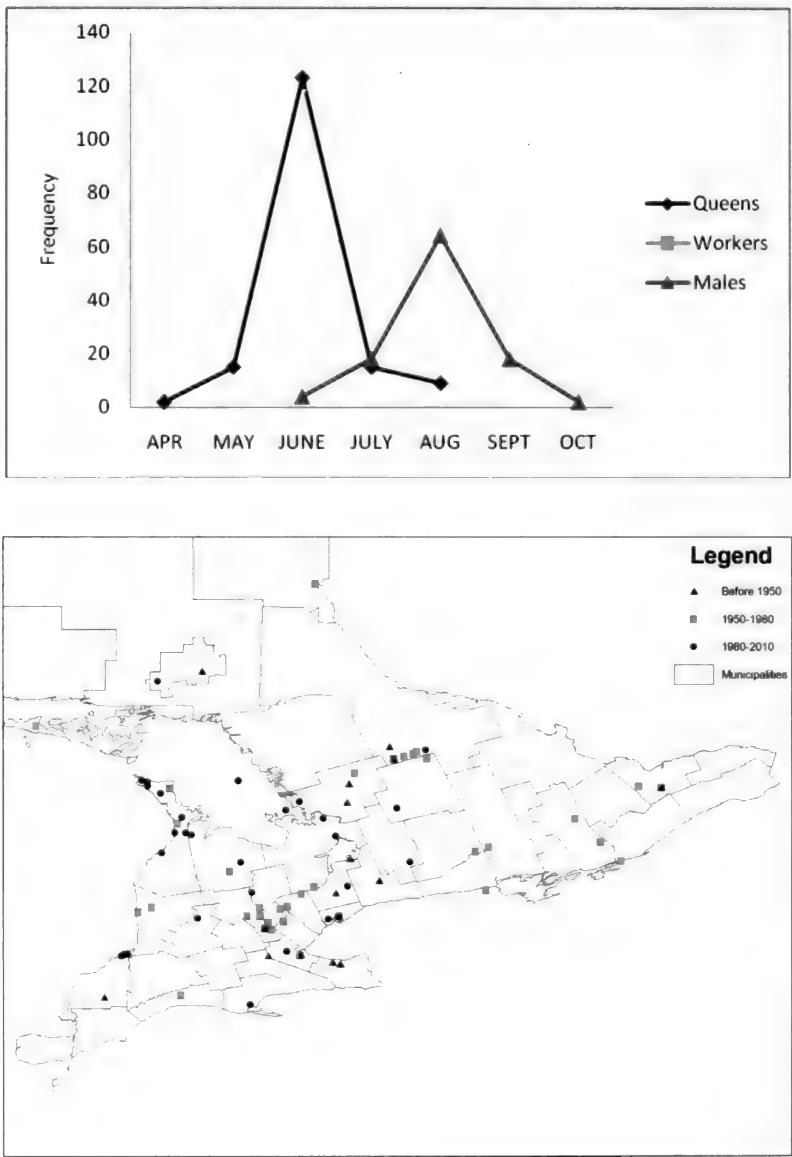 140
120
100
80
60
40
20
0
Frequency
APR MAY JUNE JULY AUG SEPT OCT
Queens
Workers
Males
Legend
Before 1950
1950-1980
1980-2010
Municipalities